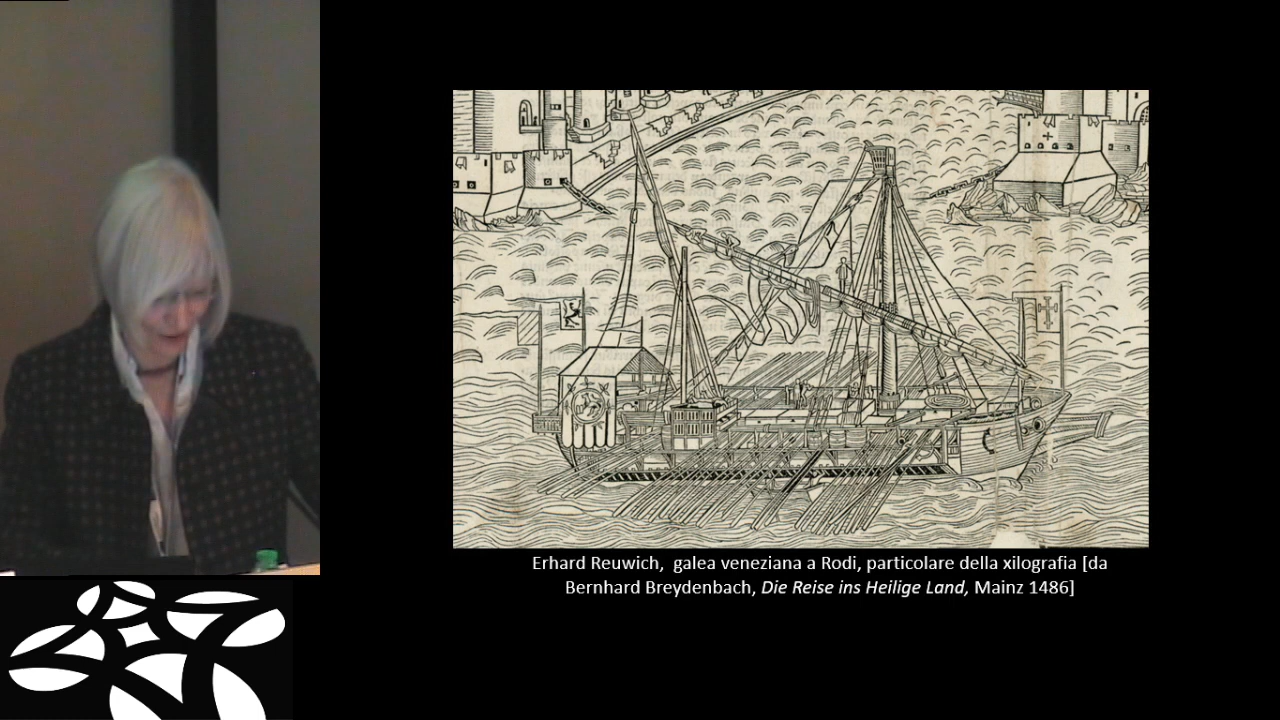 Erhard Reuwich,  galea veneziana a Rodi, particolare della xilografia [da
Bernhard Breydenbach, Die Reise ins Heilige Land, Mainz 1486]